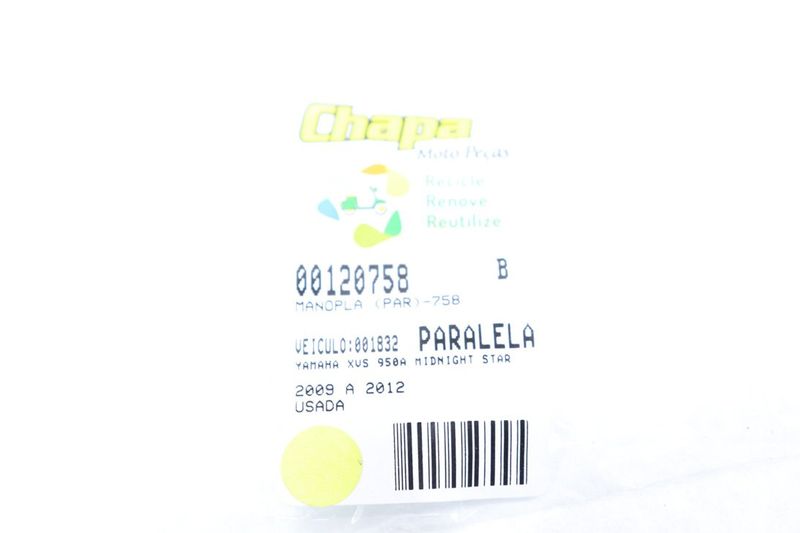 Chapa
Moto Peças
Recicle
Renove
Reutilize
00120758 B
MANOPLA (PAR)-758
VEICULO:001832 PARALELA
YAMAHA XVS 950A MIDNIGHT STAR
2009 A 2012
USADA